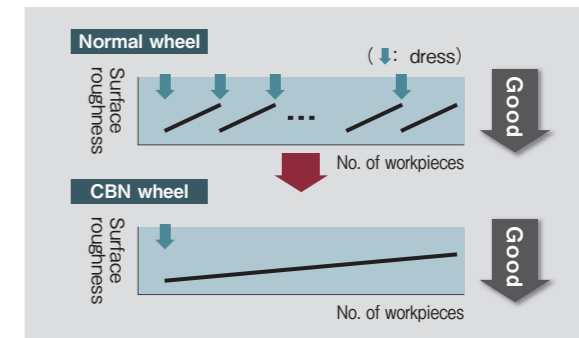 Normal wheel
(⬇: dress)
Surface
roughness
...
No. of workpieces
Good
CBN wheel
Surface
roughness
No. of workpieces
Good